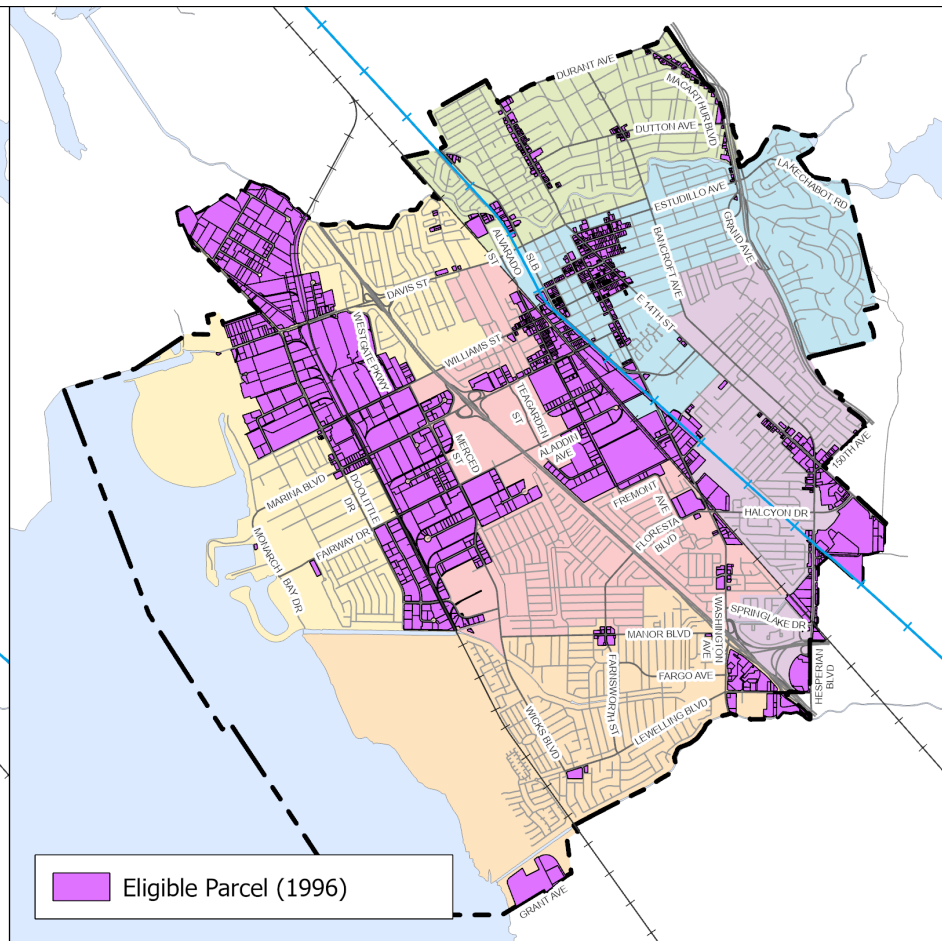 DURANT AVE
MACARTHUR BLVD
DUTTON AVE
LAKE CHABOT RD
ESTUDILLO AVE
GRAND AVE
BANCROFT AVE
ALVARADO
ST
SLB
E 14TH ST
DAVIS ST
WESTGATE PKWY
WILLIAMS ST
TEAGARDEN
ST
ALADDIN
AVE
MERCED
ST
150TH AVE
MARINA BLVD
DOOLITTLE
DR
FREMONT
AVE
FLORESTA
BLVD
HALCYON DR
FAIRWAY DR
MONARCH
BAY DR
WASHINGTON
AVE
SPRINGLAKE DR
MANOR BLVD
FARGO AVE
FARNSWORTH ST
HESPERIAN
BLVD
WICKS BLVD
LEWELLING BLVD
Eligible Parcel (1996)
GRANT AVE